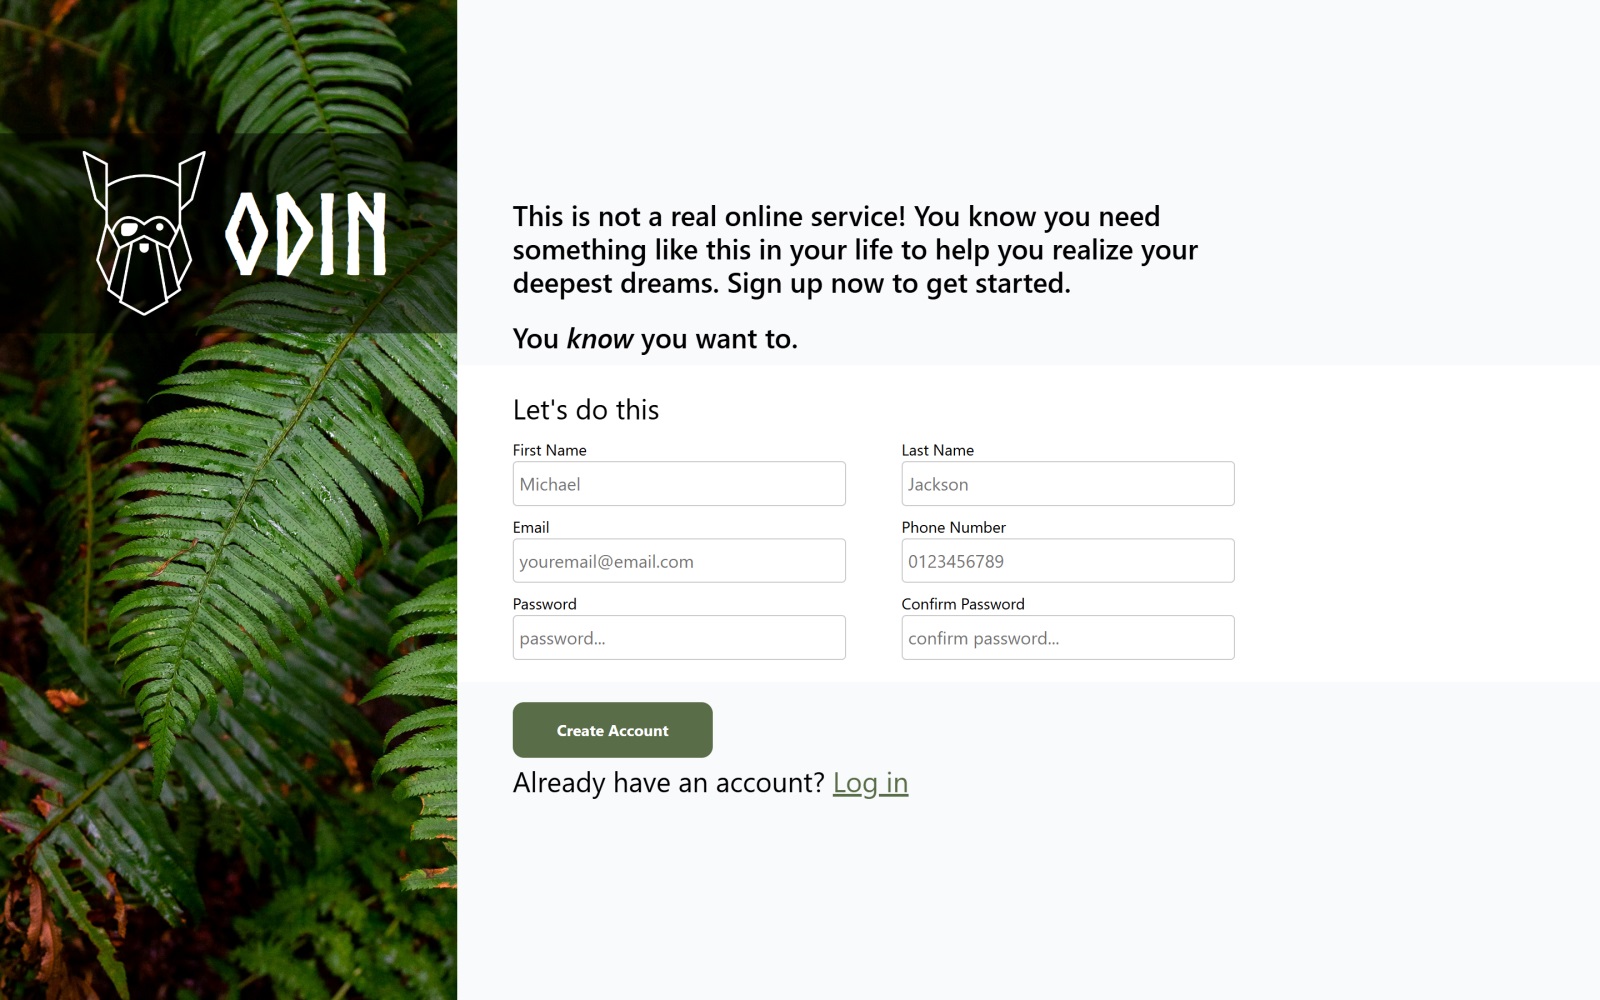 ODIN
This is not a real online service! You know you need
something like this in your life to help you realize your
deepest dreams. Sign up now to get started.
You know you want to.
Let's do this
First Name
Last Name
Michael
Jackson
Email
Phone Number
youremail@email.com
0123456789
Password
Confirm Password
password...
confirm password...
Create Account
Already have an account? Log in